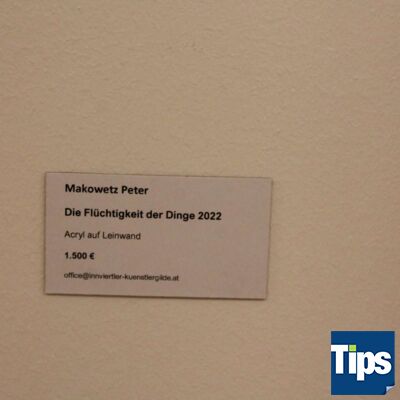 Makowetz Peter
Die Flüchtigkeit der Dinge 2022
Acryl auf Leinwand
1.500 €
office@innviertler-kuenstlergilde.at
Tips